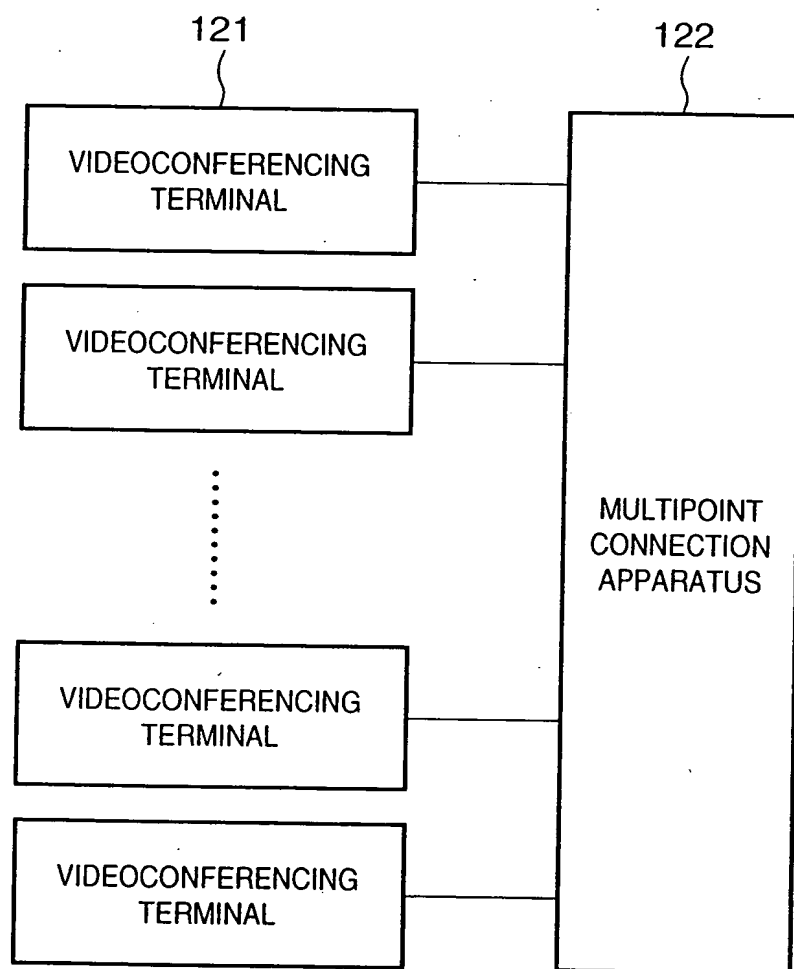 121
122
VIDEOCONFERENCING
TERMINAL
VIDEOCONFERENCING
TERMINAL
MULTIPOINT
CONNECTION
APPARATUS
VIDEOCONFERENCING
TERMINAL
VIDEOCONFERENCING
TERMINAL